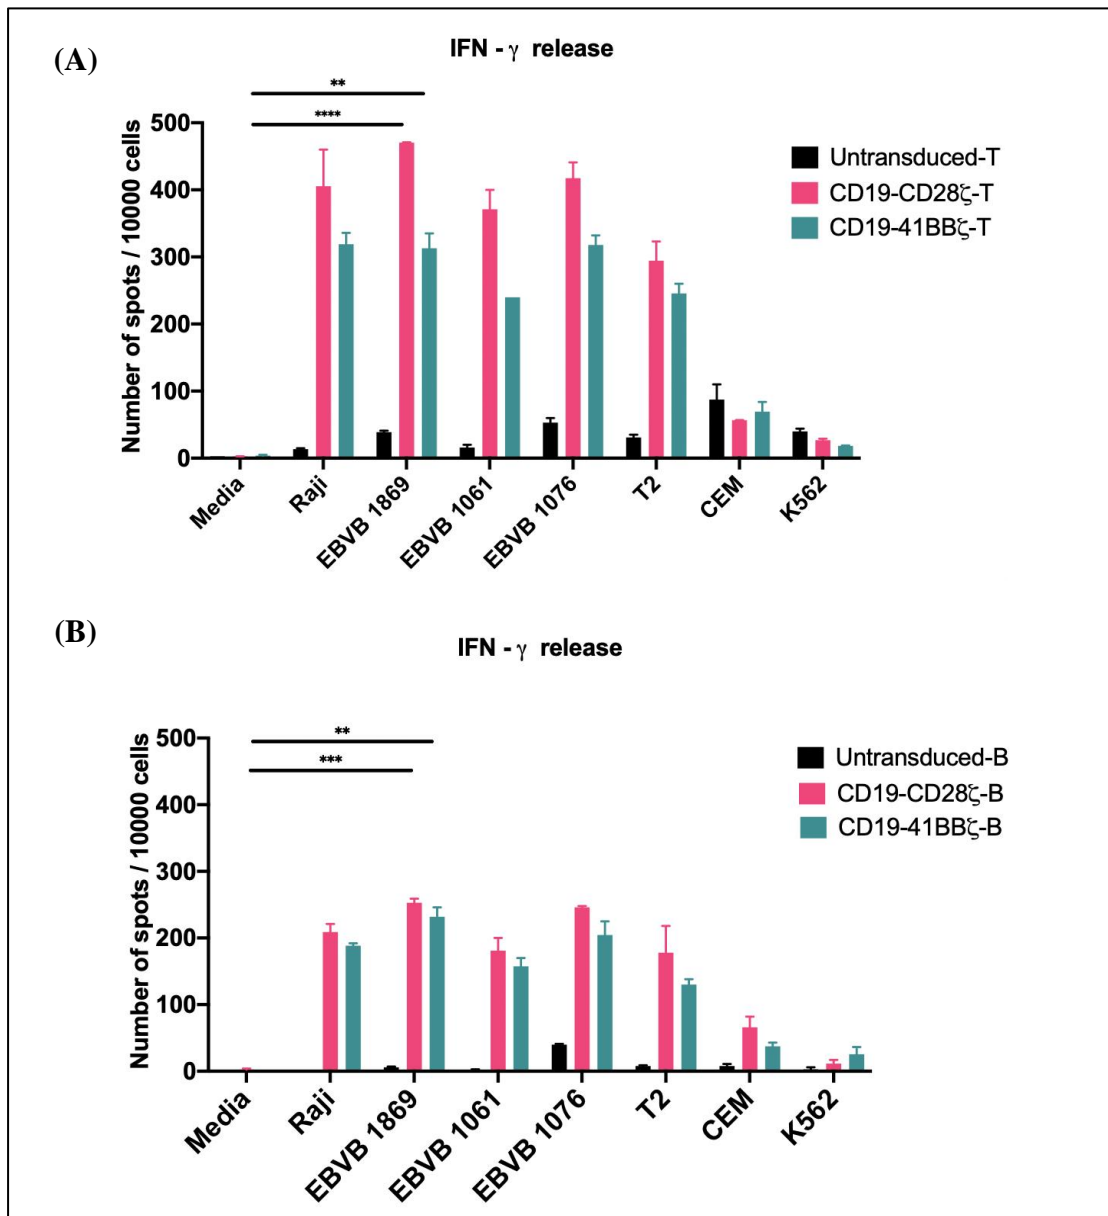 (A)
IFN - γ release
**
****
Number of spots / 10000 cells
500
400
300
200
100
0
Untransduced-T
CD19-CD28ζ-T
CD19-41BBζ-T
Media
Raji
EBVB 1869
EBVB 1061
EBVB 1076
T2
CEM
K562
(B)
IFN - γ release
**
***
Number of spots / 10000 cells
500
400
300
200
100
0
Untransduced-B
CD19-CD28ζ-B
CD19-41BBζ-B
Media
Raji
EBVB 1869
EBVB 1061
EBVB 1076
T2
CEM
K562